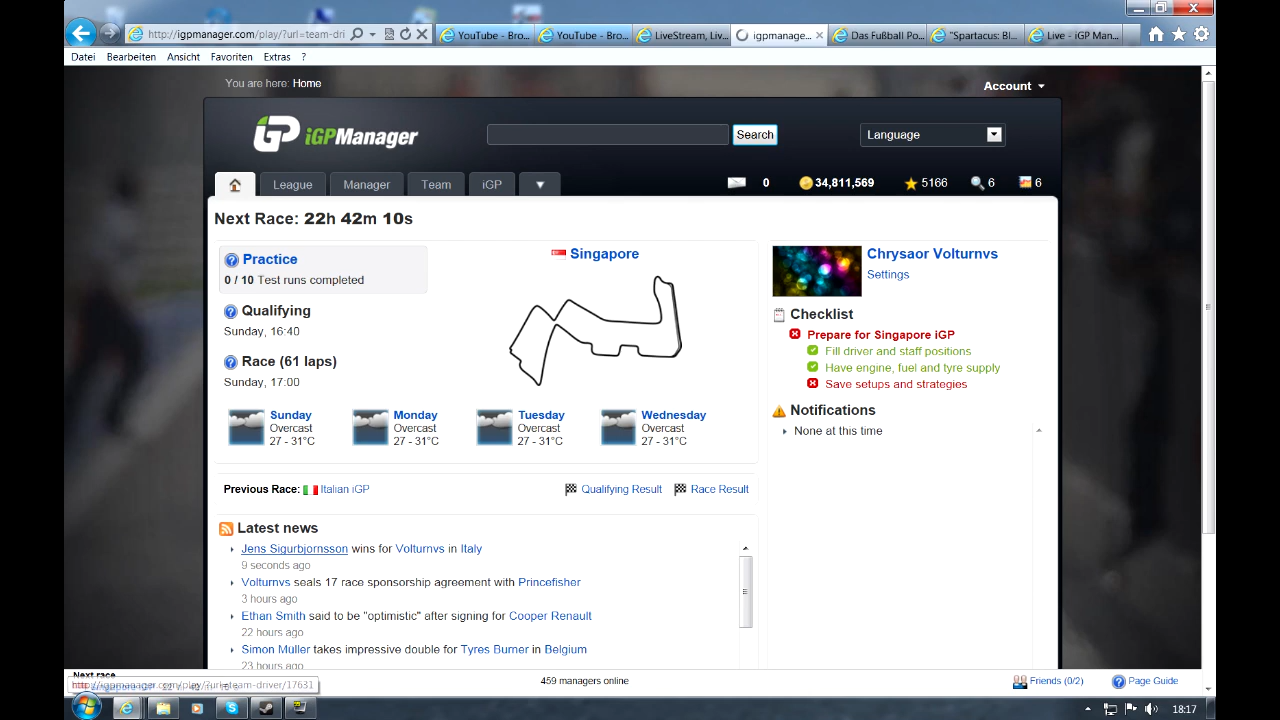 http://igpmanager.com/play/?url=team-dri
YouTube - Bro...
YouTube - Bro...
LiveStream, Liv...
igpmanage...
Das Fußball Po...
"Spartacus: Bl...
Live - iGP Man...
Datei Bearbeiten Ansicht Favoriten Extras ?
You are here: Home
Account
iGPManager
Search
Language
League Manager Team iGP
0 34,811,569 5166 6 6
Next Race: 22h 42m 10s
Practice
0 / 10 Test runs completed
Qualifying
Sunday, 16:40
Race (61 laps)
Sunday, 17:00
Singapore
Sunday
Overcast
27 - 31°C
Monday
Overcast
27 - 31°C
Tuesday
Overcast
27 - 31°C
Wednesday
Overcast
27 - 31°C
Chrysaor Volturnvs
Settings
Checklist
Prepare for Singapore iGP
Fill driver and staff positions
Have engine, fuel and tyre supply
Save setups and strategies
Notifications
None at this time
Previous Race: Italian iGP
Qualifying Result
Race Result
Latest news
Jens Sigurbjornsson wins for Volturnvs in Italy
9 seconds ago
Volturnvs seals 17 race sponsorship agreement with Princefisher
3 hours ago
Ethan Smith said to be "optimistic" after signing for Cooper Renault
22 hours ago
Simon Müller takes impressive double for Tyres Burner in Belgium
23 hours ago
Next race
http://igpmanager.com/play/?url=team-driver/17631
459 managers online
Friends (0/2)
Page Guide
18:17